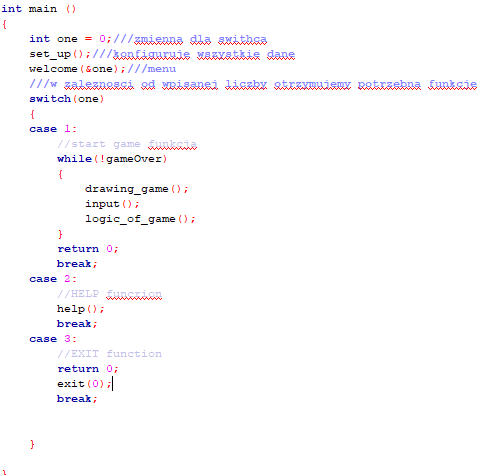 int main ()
{
int one = 0;///zmienna dla swithca
set_up();///konfiguruje wszystkie dane
welcome(&one);///menu
///w zaleznosci od wpisanej liczby otrzymujemy potrzebna funkcje
switch(one)
{
case 1:
//start game funkcja
while(!gameOver)
{
drawing_game();
input();
logic_of_game();
}
return 0;
break;
case 2:
//HELP funcrion
help();
break;
case 3:
//EXIT function
return 0;
exit(0);
break;
}
}